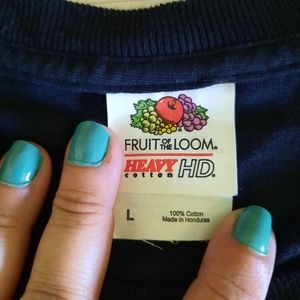 FRUIT OF THE LOOM®
HEAVY HD®
cotton
L
100% Cotton
Made in Honduras